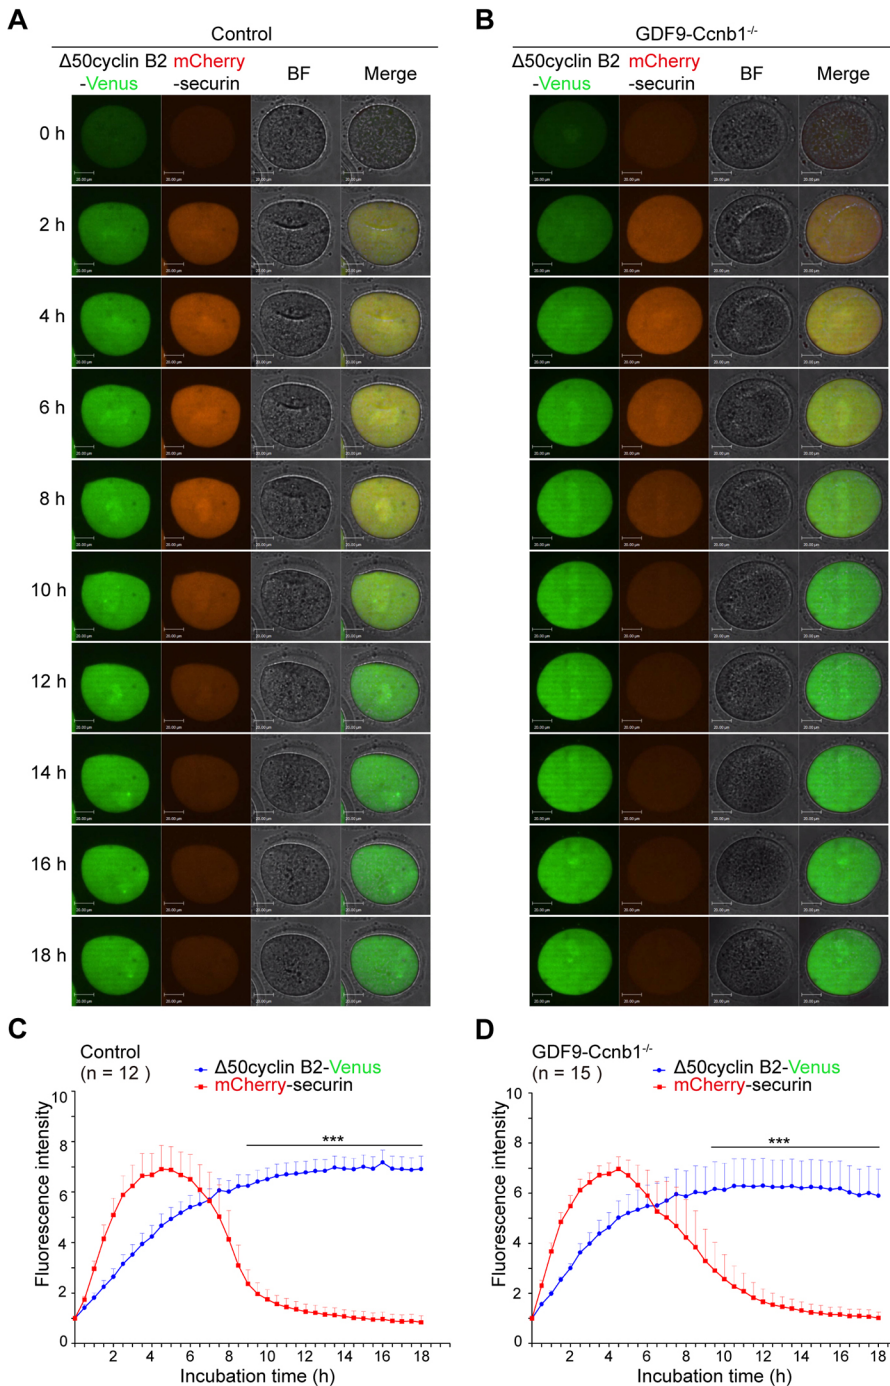 A
Control
Δ50cyclin B2 mCherry BF Merge
-Venus -securin
0 h
2 h
4 h
6 h
8 h
10 h
12 h
14 h
16 h
18 h
B
GDF9-Ccnb1-/-
Δ50cyclin B2 mCherry BF Merge
-Venus -securin
C
Control
(n = 12 )
Δ50cyclin B2-Venus
mCherry-securin
***
Fluorescence intensity
10
8
6
4
2
0
2 4 6 8 10 12 14 16 18
Incubation time (h)
D
GDF9-Ccnb1-/-
(n = 15 )
Δ50cyclin B2-Venus
mCherry-securin
***
Fluorescence intensity
10
8
6
4
2
0
2 4 6 8 10 12 14 16 18
Incubation time (h)